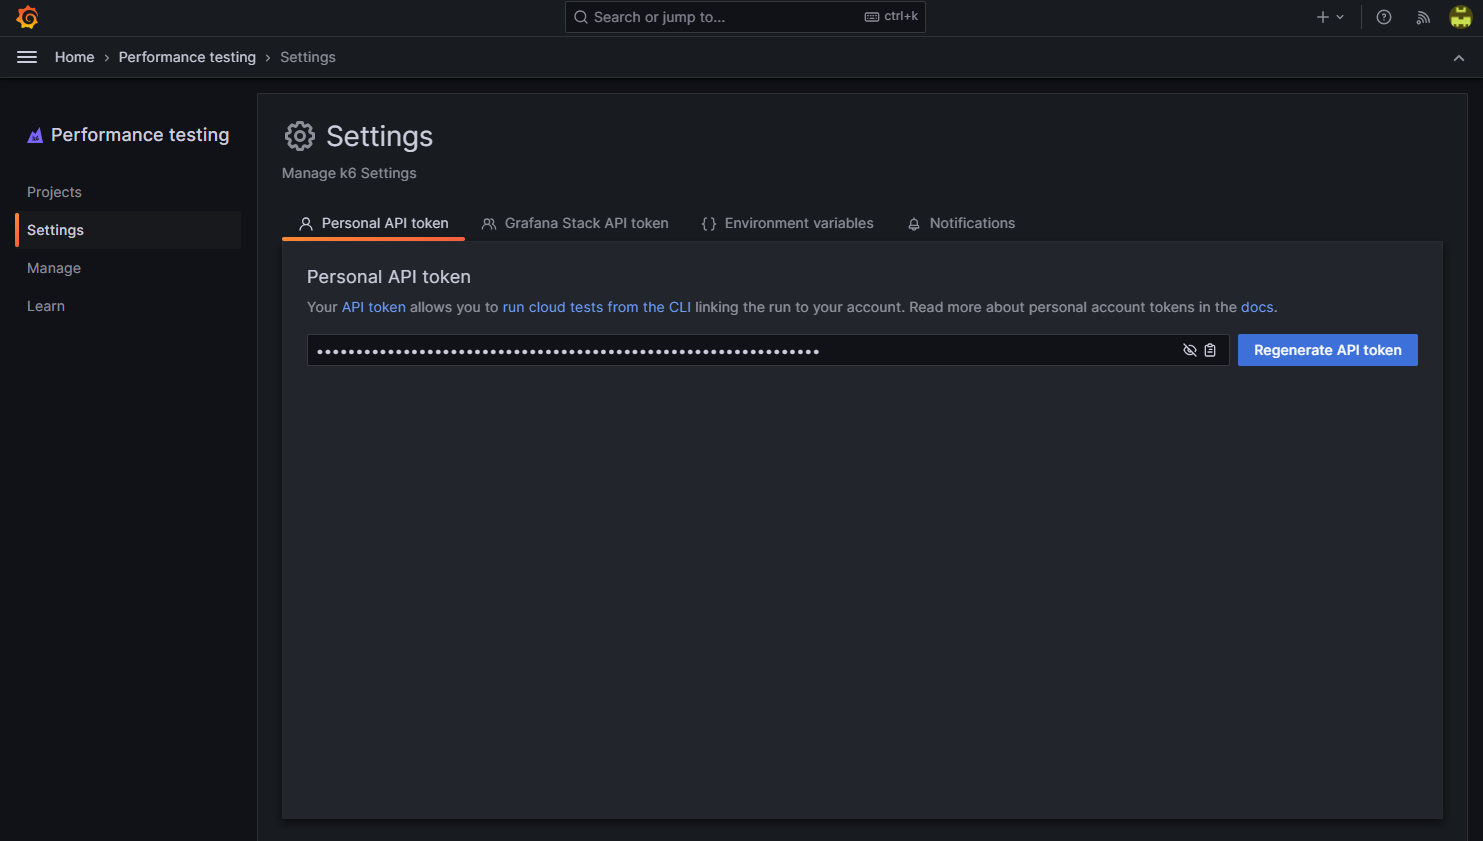 Search or jump to...
ctrl+k
Home › Performance testing › Settings
Performance testing
Projects
Settings
Manage
Learn
Settings
Manage k6 Settings
Personal API token
Grafana Stack API token
Environment variables
Notifications
Personal API token
Your API token allows you to run cloud tests from the CLI linking the run to your account. Read more about personal account tokens in the docs.
Regenerate API token